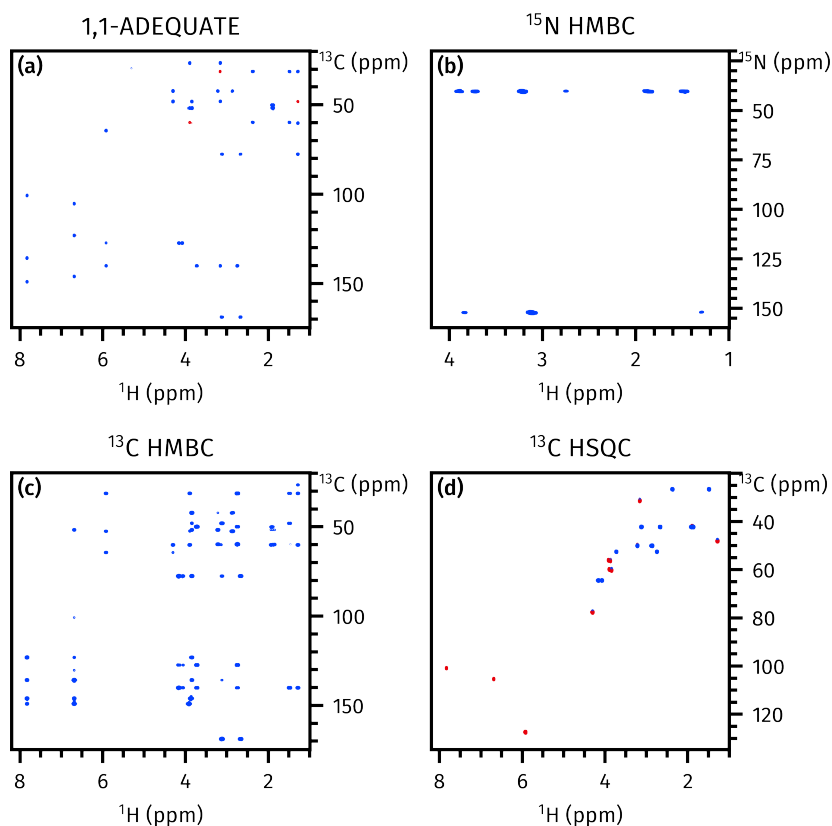 1,1-ADEQUATE
(a)
¹³C (ppm)
50
100
150
8 6 4 2
¹H (ppm)
¹⁵N HMBC
(b)
¹⁵N (ppm)
50
75
100
125
150
4 3 2 1
¹H (ppm)
¹³C HMBC
(c)
¹³C (ppm)
50
100
150
8 6 4 2
¹H (ppm)
¹³C HSQC
(d)
¹³C (ppm)
40
60
80
100
120
8 6 4 2
¹H (ppm)